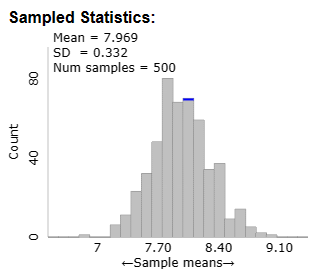 Sampled Statistics:
Mean = 7.969
SD = 0.332
Num samples = 500
80
40
0
Count
7 7.70 8.40 9.10
←Sample means→